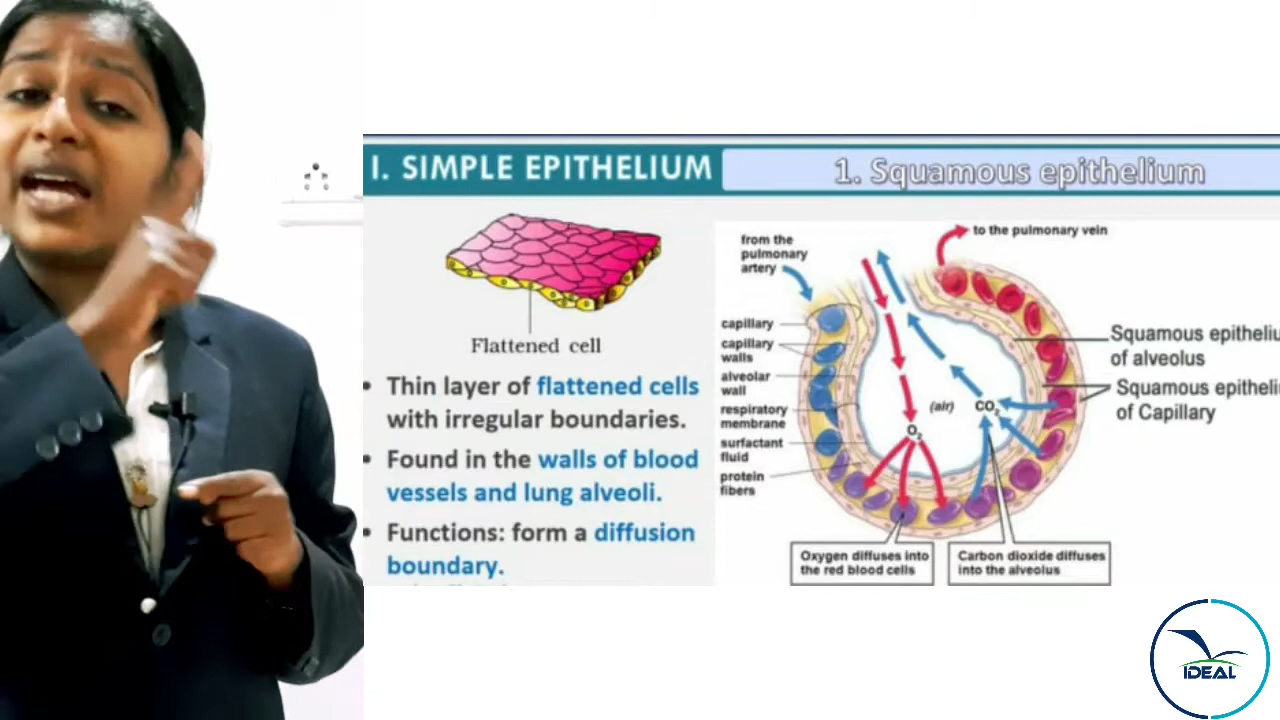 I. SIMPLE EPITHELIUM
1. Squamous epithelium
Flattened cell
• Thin layer of flattened cells
with irregular boundaries.
• Found in the walls of blood
vessels and lung alveoli.
• Functions: form a diffusion
boundary.
from the
pulmonary
artery
to the pulmonary vein
capillary
capillary
walls
alveolar
wall
respiratory
membrane
surfactant
fluid
protein
fibers
(air)
CO2
O2
Squamous epitheliu
of alveolus
Squamous epitheli
of Capillary
Oxygen diffuses into
the red blood cells
Carbon dioxide diffuses
into the alveolus
IDEAL